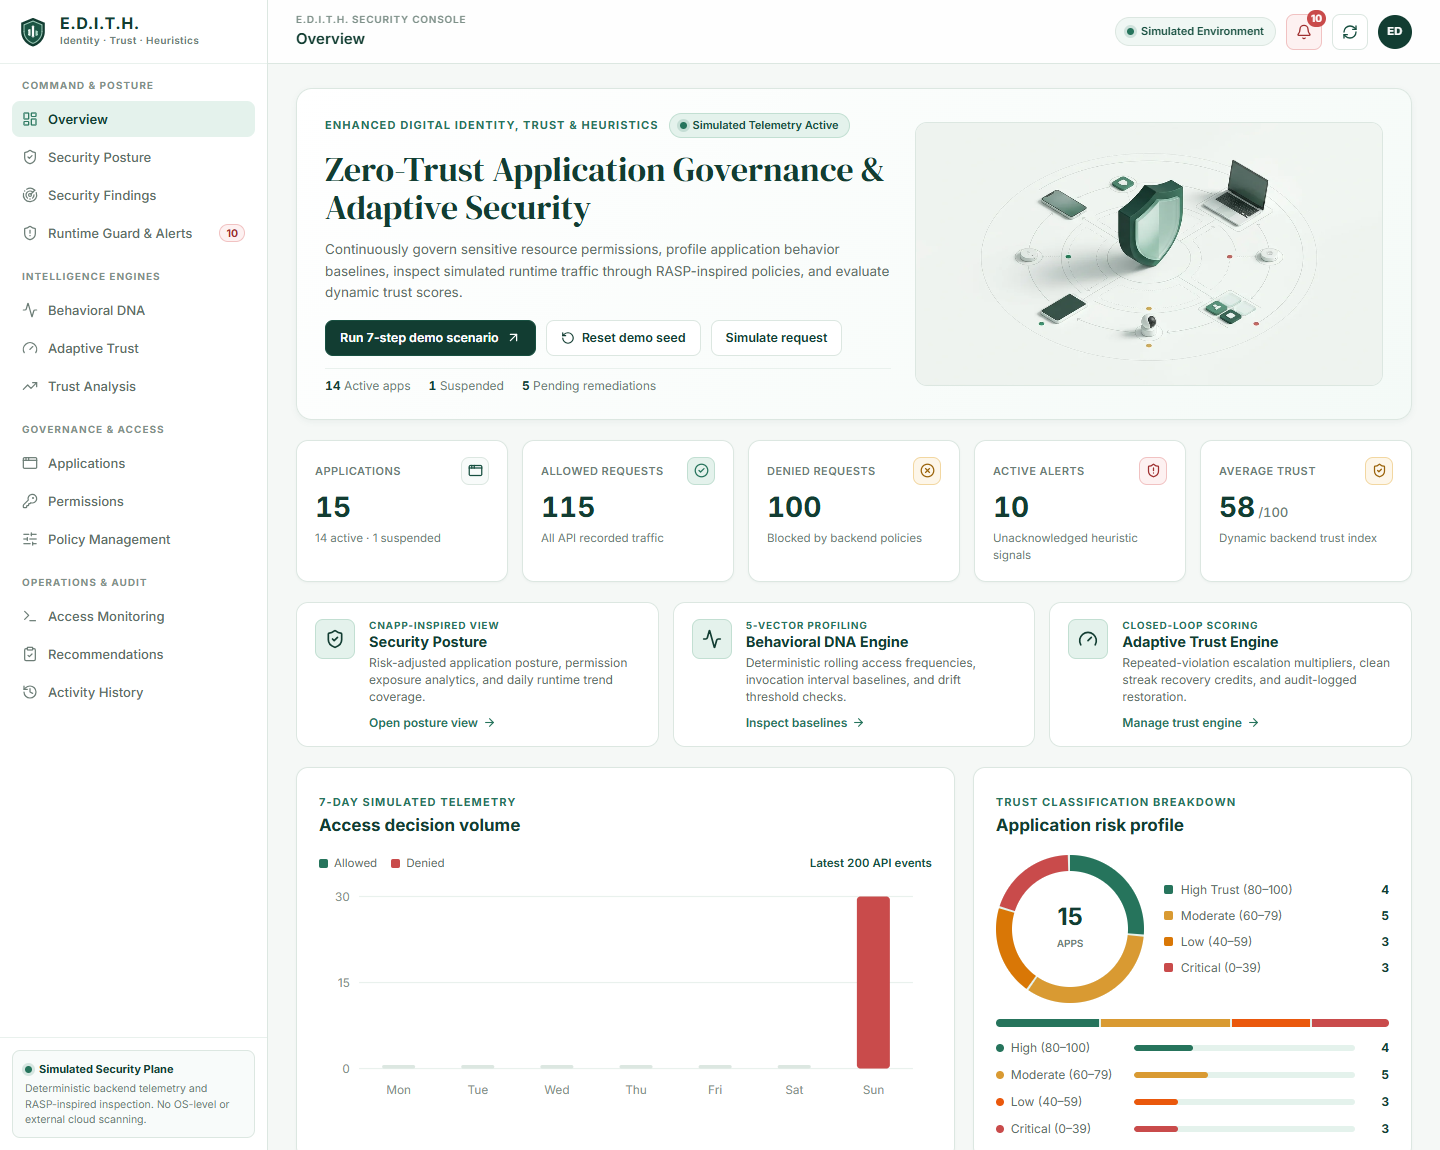 E.D.I.T.H.
Identity · Trust · Heuristics
COMMAND & POSTURE
Overview
Security Posture
Security Findings
Runtime Guard & Alerts
10
INTELLIGENCE ENGINES
Behavioral DNA
Adaptive Trust
Trust Analysis
GOVERNANCE & ACCESS
Applications
Permissions
Policy Management
OPERATIONS & AUDIT
Access Monitoring
Recommendations
Activity History
Simulated Security Plane
Deterministic backend telemetry and
RASP-inspired inspection. No OS-level or
external cloud scanning.
E.D.I.T.H. SECURITY CONSOLE
Overview
Simulated Environment
10
ED
ENHANCED DIGITAL IDENTITY, TRUST & HEURISTICS
Simulated Telemetry Active
Zero-Trust Application Governance &
Adaptive Security
Continuously govern sensitive resource permissions, profile application behavior
baselines, inspect simulated runtime traffic through RASP-inspired policies, and evaluate
dynamic trust scores.
Run 7-step demo scenario
Reset demo seed
Simulate request
14 Active apps
1 Suspended
5 Pending remediations
APPLICATIONS
15
14 active · 1 suspended
ALLOWED REQUESTS
115
All API recorded traffic
DENIED REQUESTS
100
Blocked by backend policies
ACTIVE ALERTS
10
Unacknowledged heuristic
signals
AVERAGE TRUST
58 /100
Dynamic backend trust index
CNAPP-INSPIRED VIEW
Security Posture
Risk-adjusted application posture, permission
exposure analytics, and daily runtime trend
coverage.
Open posture view
5-VECTOR PROFILING
Behavioral DNA Engine
Deterministic rolling access frequencies,
invocation interval baselines, and drift
threshold checks.
Inspect baselines
CLOSED-LOOP SCORING
Adaptive Trust Engine
Repeated-violation escalation multipliers, clean
streak recovery credits, and audit-logged
restoration.
Manage trust engine
7-DAY SIMULATED TELEMETRY
Access decision volume
Allowed
Denied
Latest 200 API events
30
15
0
Mon
Tue
Wed
Thu
Fri
Sat
Sun
TRUST CLASSIFICATION BREAKDOWN
Application risk profile
15
APPS
High Trust (80–100) 4
Moderate (60–79) 5
Low (40–59) 3
Critical (0–39) 3
High (80–100) 4
Moderate (60–79) 5
Low (40–59) 3
Critical (0–39) 3